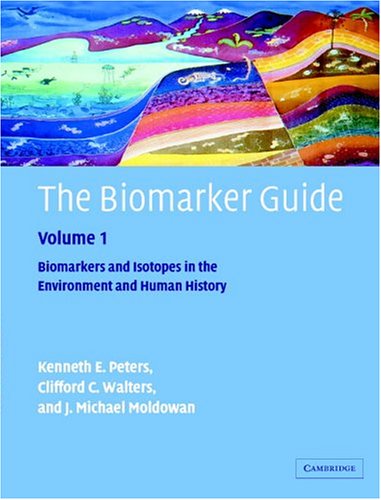 The Biomarker Guide
Volume 1
Biomarkers and Isotopes in the
Environment and Human History
Kenneth E. Peters,
Clifford C. Walters,
and J. Michael Moldowan
CAMBRIDGE